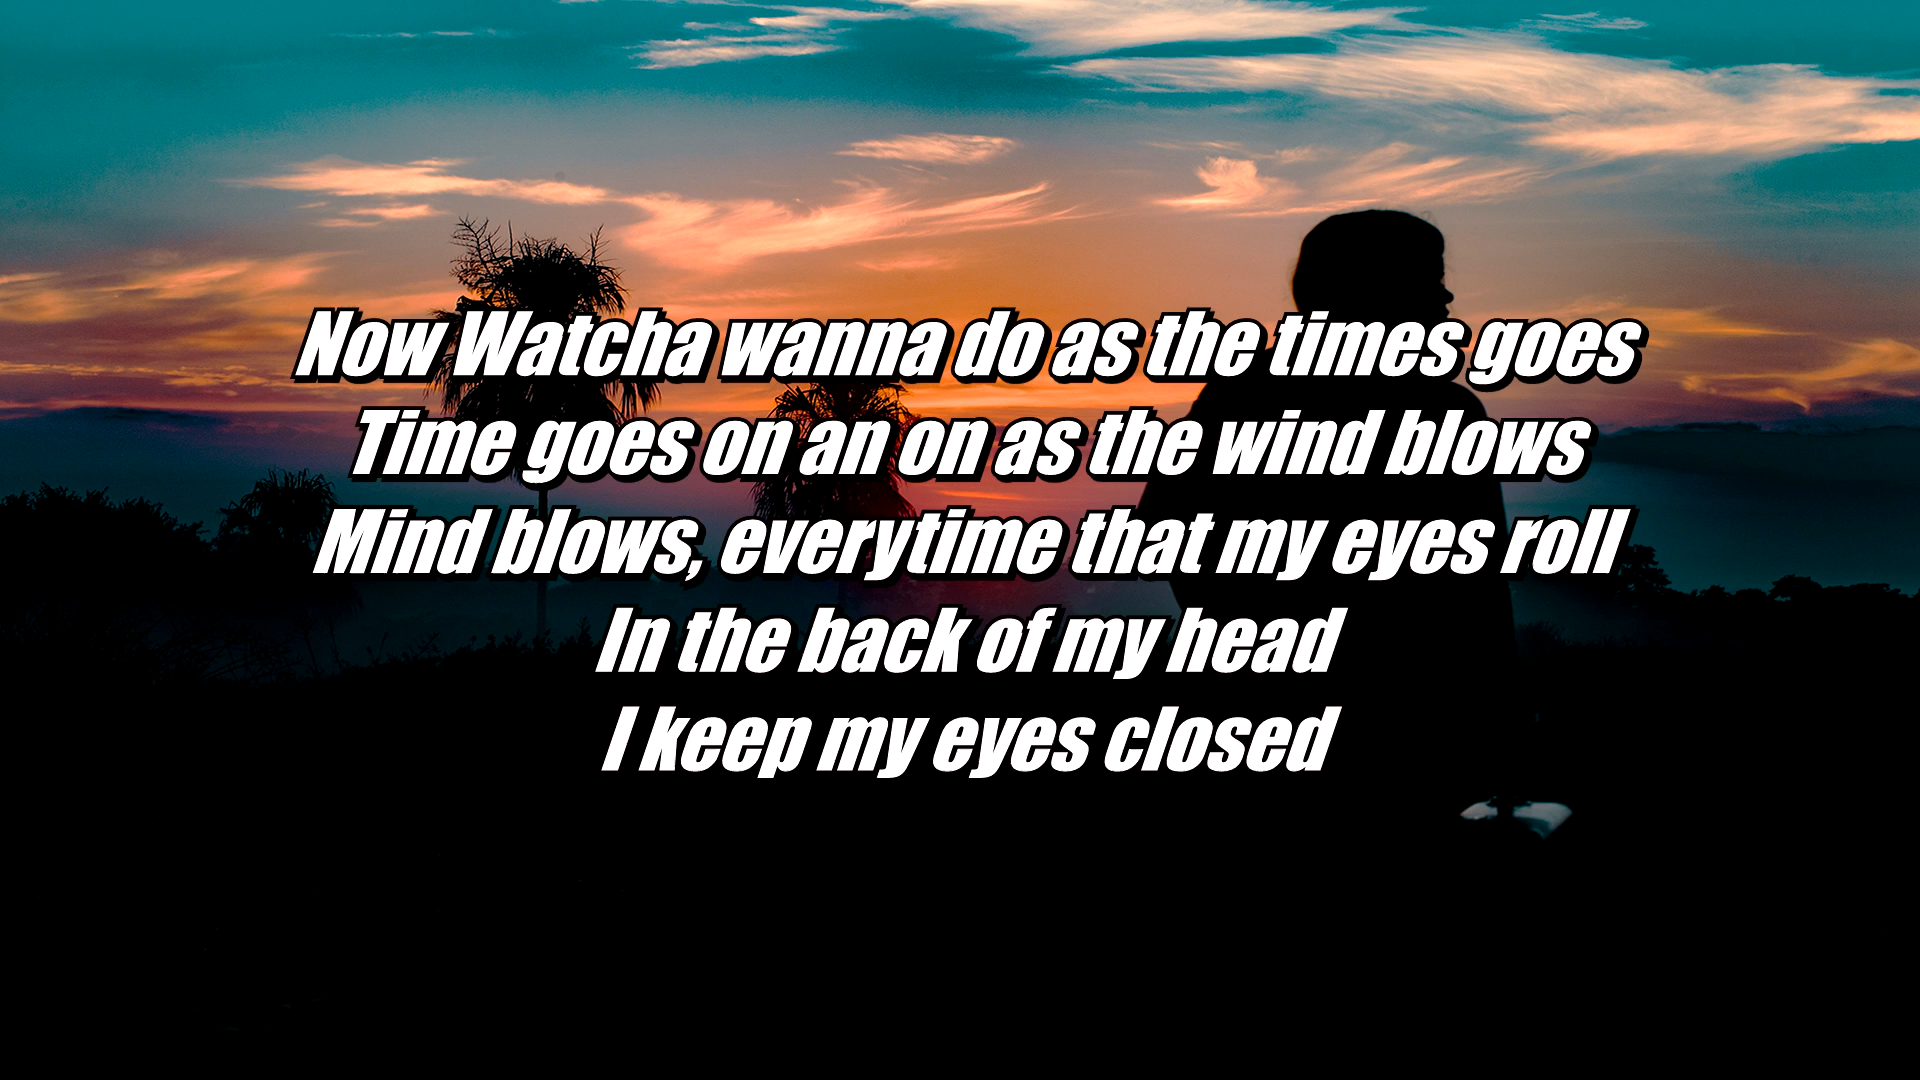 Now Watcha wanna do as the times goes
Time goes on an on as the wind blows
Mind blows, everytime that my eyes roll
In the back of my head
I keep my eyes closed